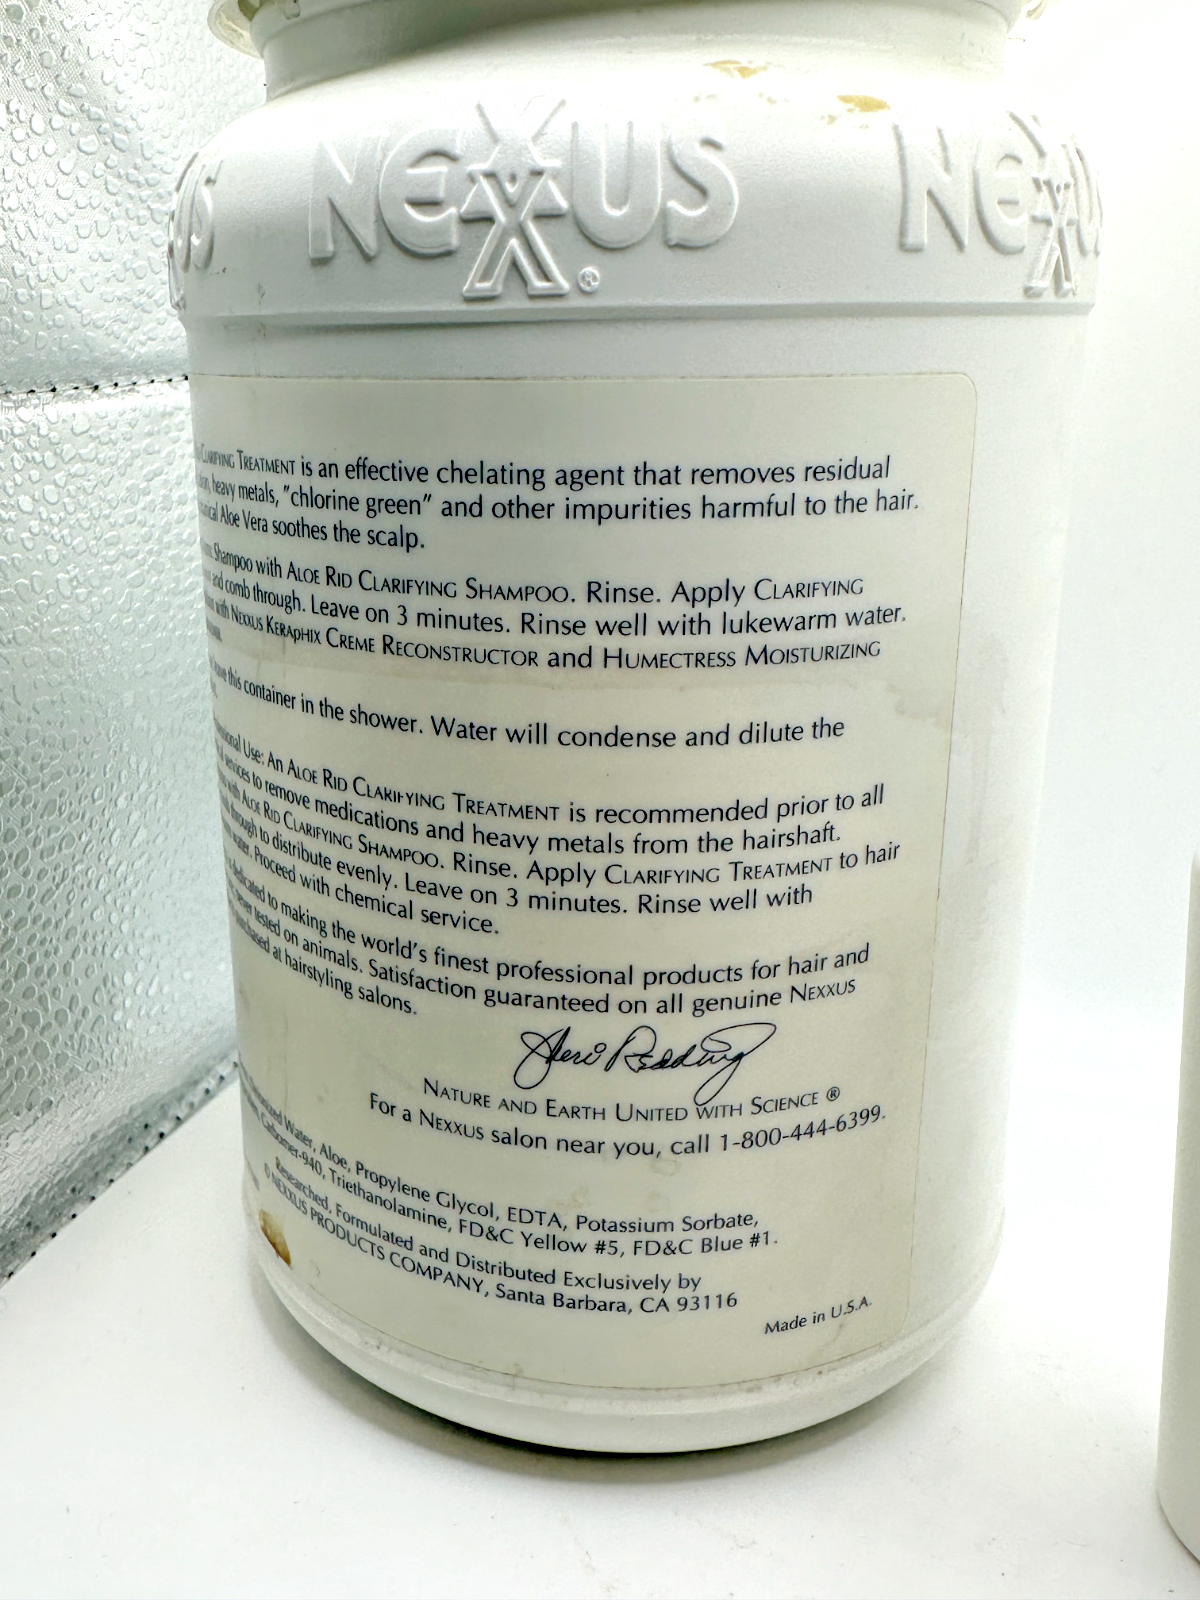 NEXXUS®
NEXXU
US
CLARIFYING TREATMENT is an effective chelating agent that removes residual
heavy metals, "chlorine green" and other impurities harmful to the hair.
Aloe Vera soothes the scalp.
Shampoo with ALOE RID CLARIFYING SHAMPOO. Rinse. Apply CLARIFYING
and comb through. Leave on 3 minutes. Rinse well with lukewarm water.
with NEXXUS KERAPHIX CREME RECONSTRUCTOR and HUMECTRESS MOISTURIZING
this container in the shower. Water will condense and dilute the
Use: An ALOE RID CLARIFYING TREATMENT is recommended prior to all
services to remove medications and heavy metals from the hairshaft.
with ALOE RID CLARIFYING SHAMPOO. Rinse. Apply CLARIFYING TREATMENT to hair
through to distribute evenly. Leave on 3 minutes. Rinse well with
water. Proceed with chemical service.
dedicated to making the world's finest professional products for hair and
never tested on animals. Satisfaction guaranteed on all genuine NEXXUS
purchased at hairstyling salons.
Jheri Redding
NATURE AND EARTH UNITED WITH SCIENCE ®
For a NEXXUS salon near you, call 1-800-444-6399.
Water, Aloe, Propylene Glycol, EDTA, Potassium Sorbate,
Carbomer-940, Triethanolamine, FD&C Yellow #5, FD&C Blue #1.
Researched, Formulated and Distributed Exclusively by
© NEXXUS PRODUCTS COMPANY, Santa Barbara, CA 93116
Made in U.S.A.